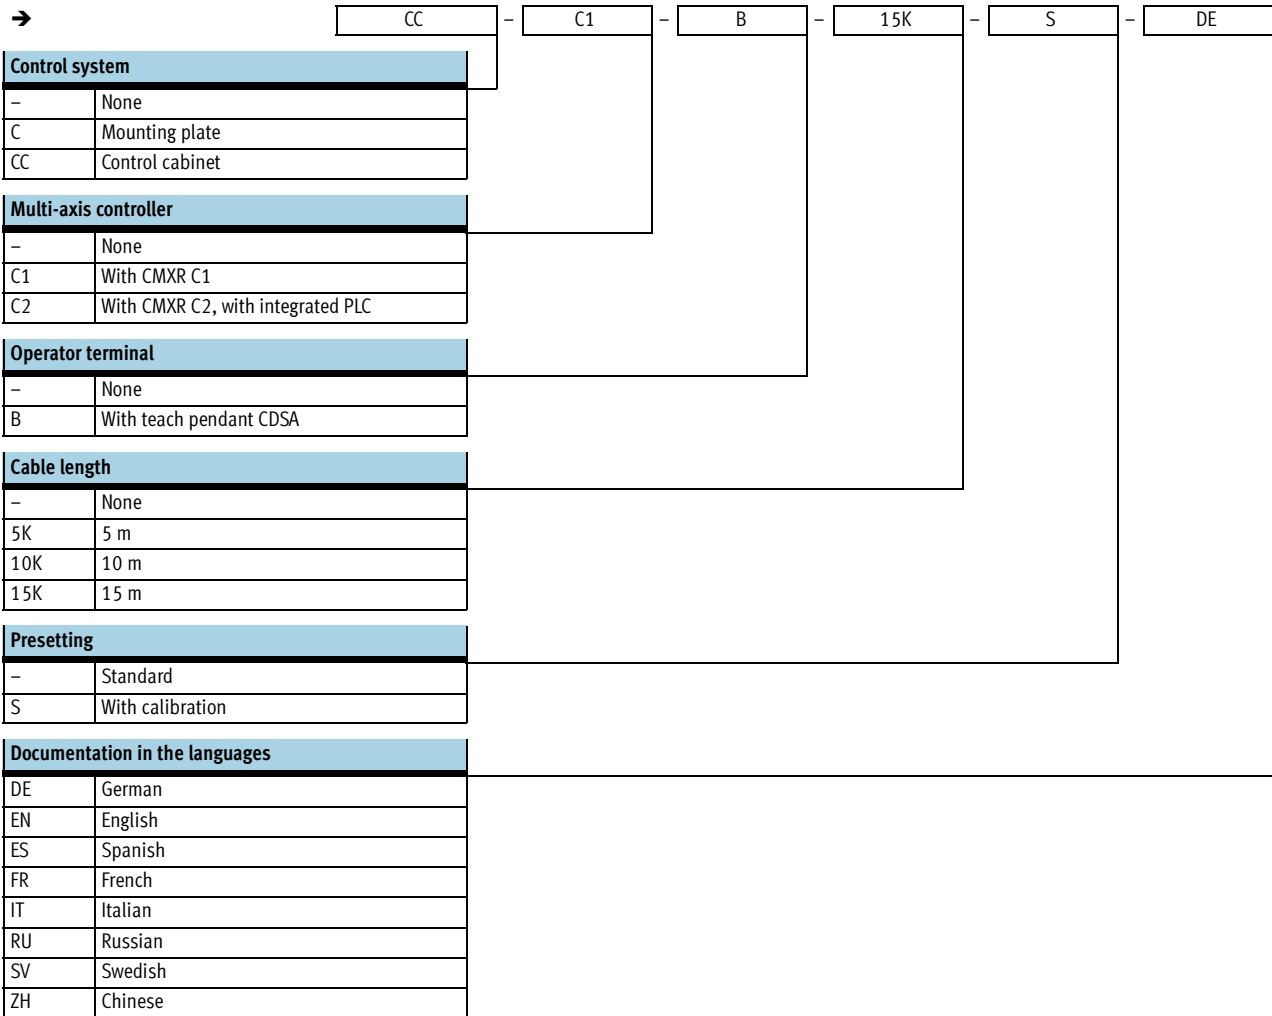 ➔ CC – C1 – B – 15K – S – DE
Control system
– None
C Mounting plate
CC Control cabinet
Multi-axis controller
– None
C1 With CMXR C1
C2 With CMXR C2, with integrated PLC
Operator terminal
– None
B With teach pendant CDSA
Cable length
– None
5K 5 m
10K 10 m
15K 15 m
Presetting
– Standard
S With calibration
Documentation in the languages
DE German
EN English
ES Spanish
FR French
IT Italian
RU Russian
SV Swedish
ZH Chinese